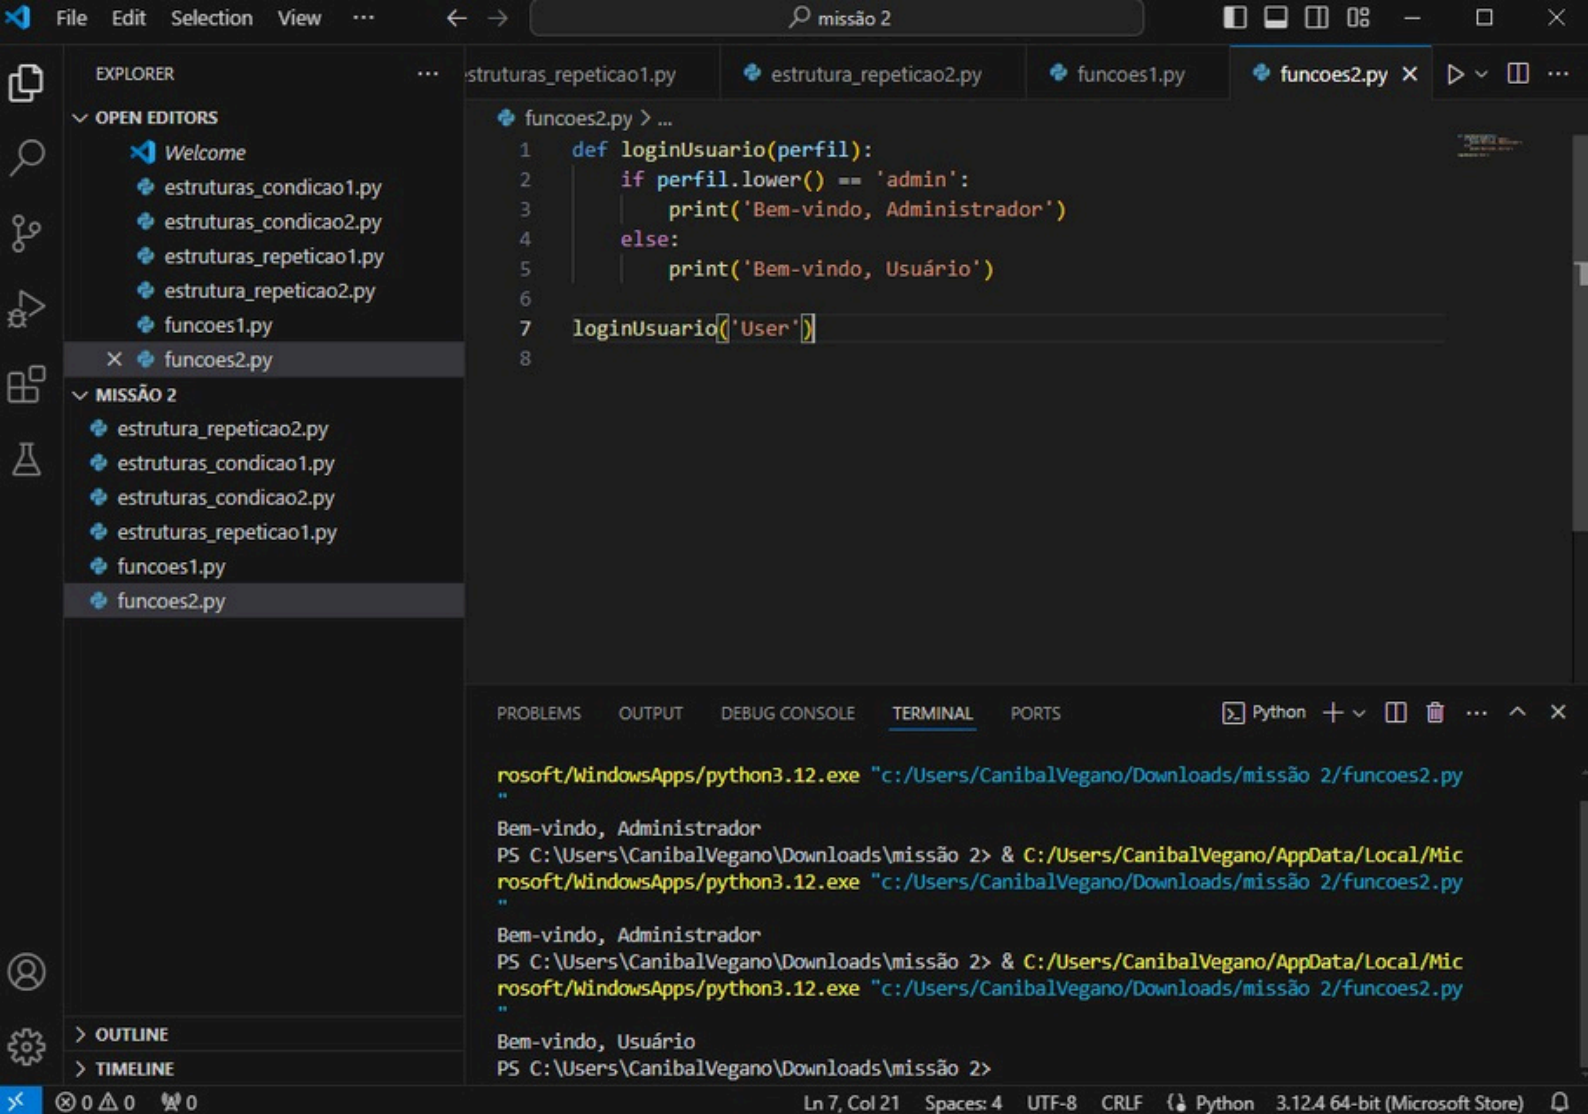 File Edit Selection View ··· missão 2
EXPLORER ···
OPEN EDITORS
Welcome
estruturas_condicao1.py
estruturas_condicao2.py
estruturas_repeticao1.py
estrutura_repeticao2.py
funcoes1.py
funcoes2.py
MISSÃO 2
estrutura_repeticao2.py
estruturas_condicao1.py
estruturas_condicao2.py
estruturas_repeticao1.py
funcoes1.py
funcoes2.py
OUTLINE
TIMELINE
estruturas_repeticao1.py estrutura_repeticao2.py funcoes1.py funcoes2.py
funcoes2.py > ...
1 def loginUsuario(perfil):
2 if perfil.lower() == 'admin':
3 print('Bem-vindo, Administrador')
4 else:
5 print('Bem-vindo, Usuário')
6
7 loginUsuario('User')
8
PROBLEMS OUTPUT DEBUG CONSOLE TERMINAL PORTS Python
rosoft/WindowsApps/python3.12.exe "c:/Users/CanibalVegano/Downloads/missão 2/funcoes2.py
"
Bem-vindo, Administrador
PS C:\Users\CanibalVegano\Downloads\missão 2> & C:/Users/CanibalVegano/AppData/Local/Mic
rosoft/WindowsApps/python3.12.exe "c:/Users/CanibalVegano/Downloads/missão 2/funcoes2.py
"
Bem-vindo, Administrador
PS C:\Users\CanibalVegano\Downloads\missão 2> & C:/Users/CanibalVegano/AppData/Local/Mic
rosoft/WindowsApps/python3.12.exe "c:/Users/CanibalVegano/Downloads/missão 2/funcoes2.py
"
Bem-vindo, Usuário
PS C:\Users\CanibalVegano\Downloads\missão 2>
0 0 0 Ln 7, Col 21 Spaces: 4 UTF-8 CRLF Python 3.12.4 64-bit (Microsoft Store)